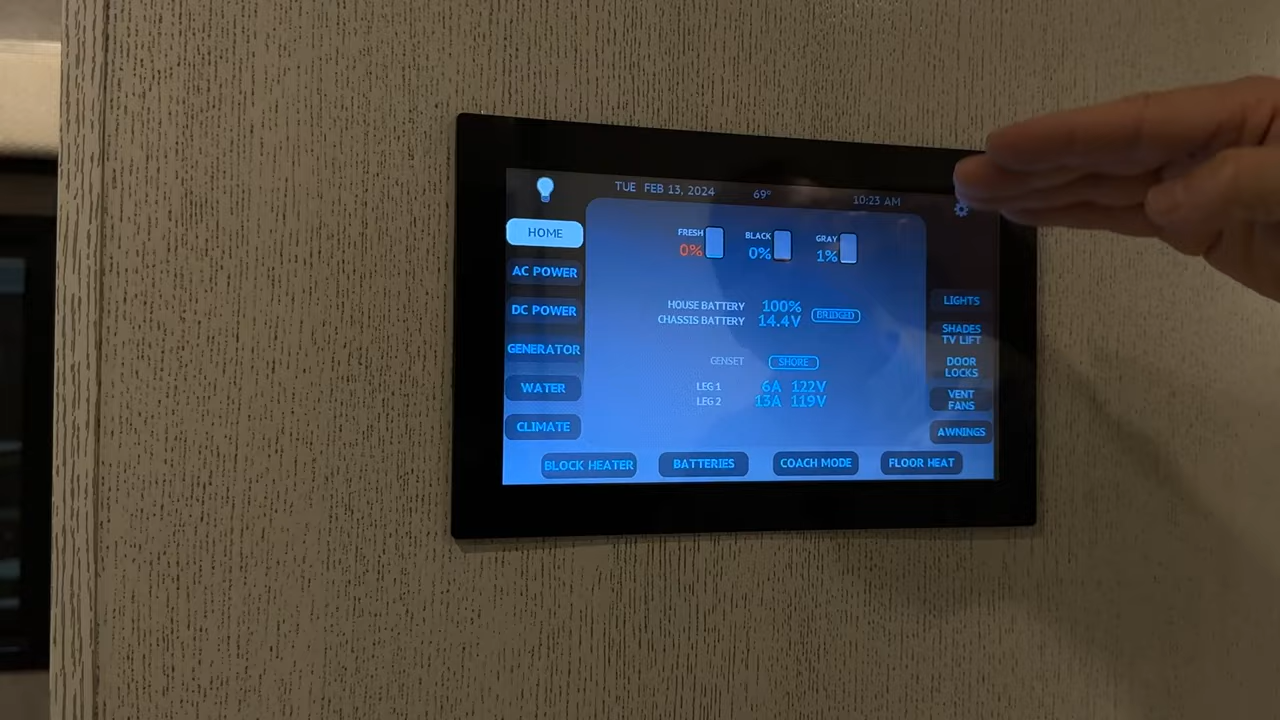 TUE FEB 13, 2024 69° 10:23 AM
HOME
AC POWER
DC POWER
GENERATOR
WATER
CLIMATE
FRESH 0%
BLACK 0%
GRAY 1%
HOUSE BATTERY 100%
CHASSIS BATTERY 14.4V
BRIDGED
GENSET SHORE
LEG 1 6A 122V
LEG 2 13A 119V
LIGHTS
SHADES
TV LIFT
DOOR
LOCKS
VENT
FANS
AWNINGS
BLOCK HEATER BATTERIES COACH MODE FLOOR HEAT